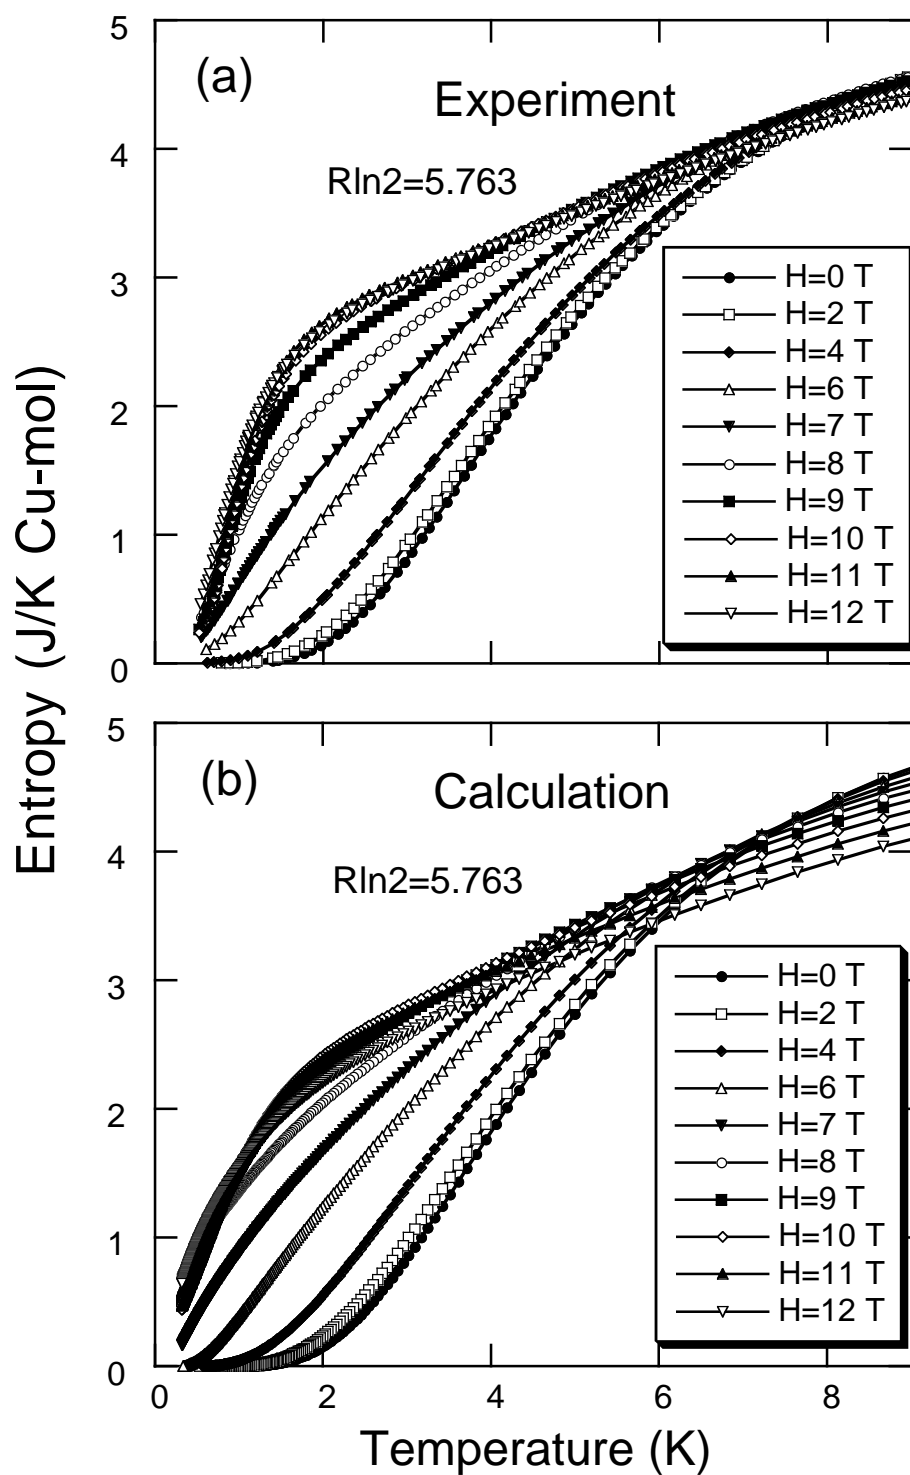 Entropy (J/K Cu-mol)
5
4
3
2
1
0
(a)
Experiment
Rln2=5.763
H=0 T
H=2 T
H=4 T
H=6 T
H=7 T
H=8 T
H=9 T
H=10 T
H=11 T
H=12 T
5
4
3
2
1
0
(b)
Calculation
Rln2=5.763
H=0 T
H=2 T
H=4 T
H=6 T
H=7 T
H=8 T
H=9 T
H=10 T
H=11 T
H=12 T
0 2 4 6 8
Temperature (K)